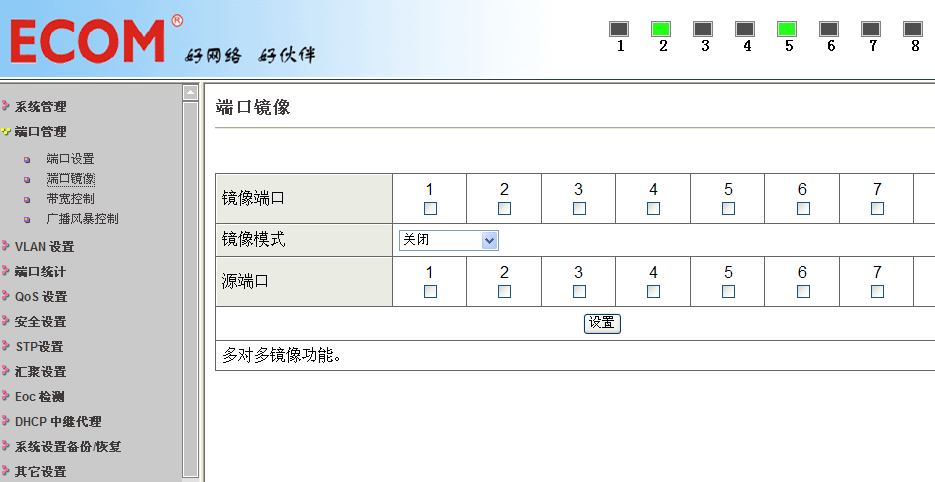 ECOM® 好网络 好伙伴
1 2 3 4 5 6 7 8
系统管理
端口管理
端口设置
端口镜像
带宽控制
广播风暴控制
VLAN 设置
端口统计
QoS 设置
安全设置
STP设置
汇聚设置
Eoc 检测
DHCP 中继代理
系统设置备份/恢复
其它设置
端口镜像
镜像端口 1 2 3 4 5 6 7
镜像模式 关闭
源端口 1 2 3 4 5 6 7
设置
多对多镜像功能。